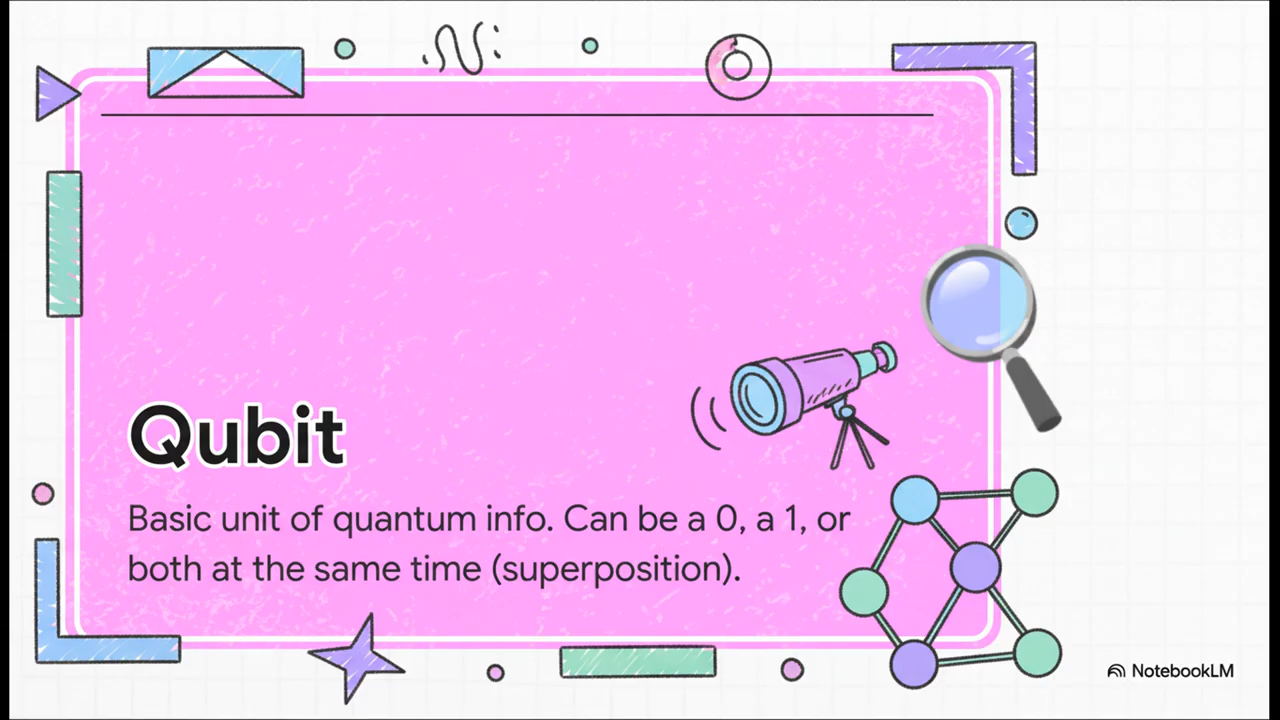 Qubit
Basic unit of quantum info. Can be a 0, a 1, or
both at the same time (superposition).
NotebookLM